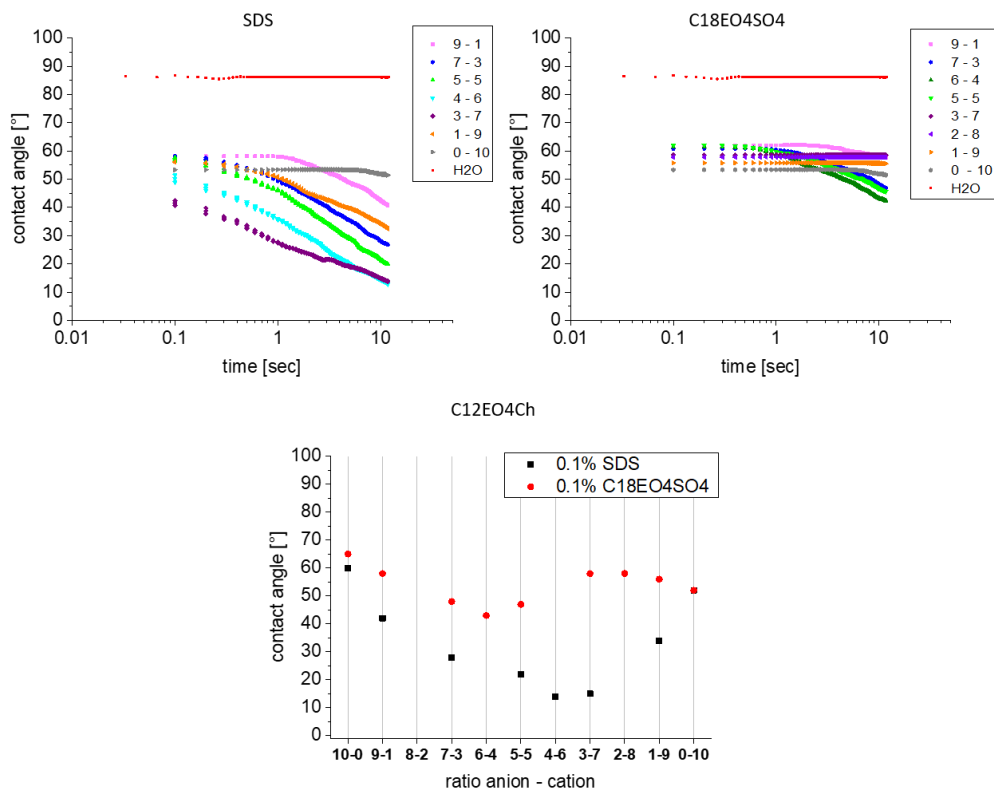 SDS
100
90
80
70
60
50
40
30
20
10
0
contact angle [°]
0.01
0.1
1
10
time [sec]
9 - 1
7 - 3
5 - 5
4 - 6
3 - 7
1 - 9
0 - 10
H2O
C18EO4SO4
100
90
80
70
60
50
40
30
20
10
0
contact angle [°]
0.01
0.1
1
10
time [sec]
9 - 1
7 - 3
6 - 4
5 - 5
3 - 7
2 - 8
1 - 9
0 - 10
H2O
C12EO4Ch
100
90
80
70
60
50
40
30
20
10
0
contact angle [°]
0.1% SDS
0.1% C18EO4SO4
10-0 9-1 8-2 7-3 6-4 5-5 4-6 3-7 2-8 1-9 0-10
ratio anion - cation